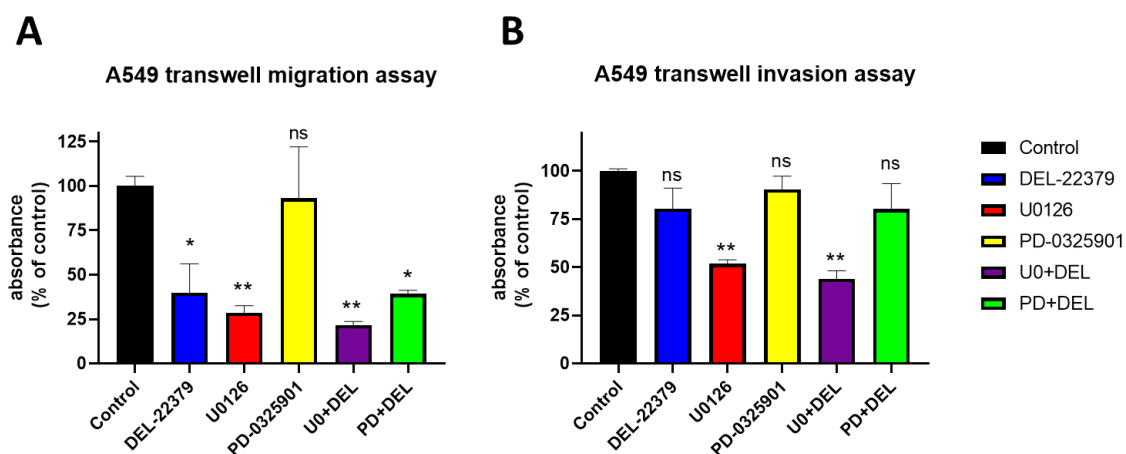 A
A549 transwell migration assay
absorbance
(% of control)
125
100
75
50
25
0
*
**
ns
**
*
Control
DEL-22379
U0126
PD-0325901
U0+DEL
PD+DEL
B
A549 transwell invasion assay
absorbance
(% of control)
100
75
50
25
0
ns
**
ns
**
ns
Control
DEL-22379
U0126
PD-0325901
U0+DEL
PD+DEL
Control
DEL-22379
U0126
PD-0325901
U0+DEL
PD+DEL